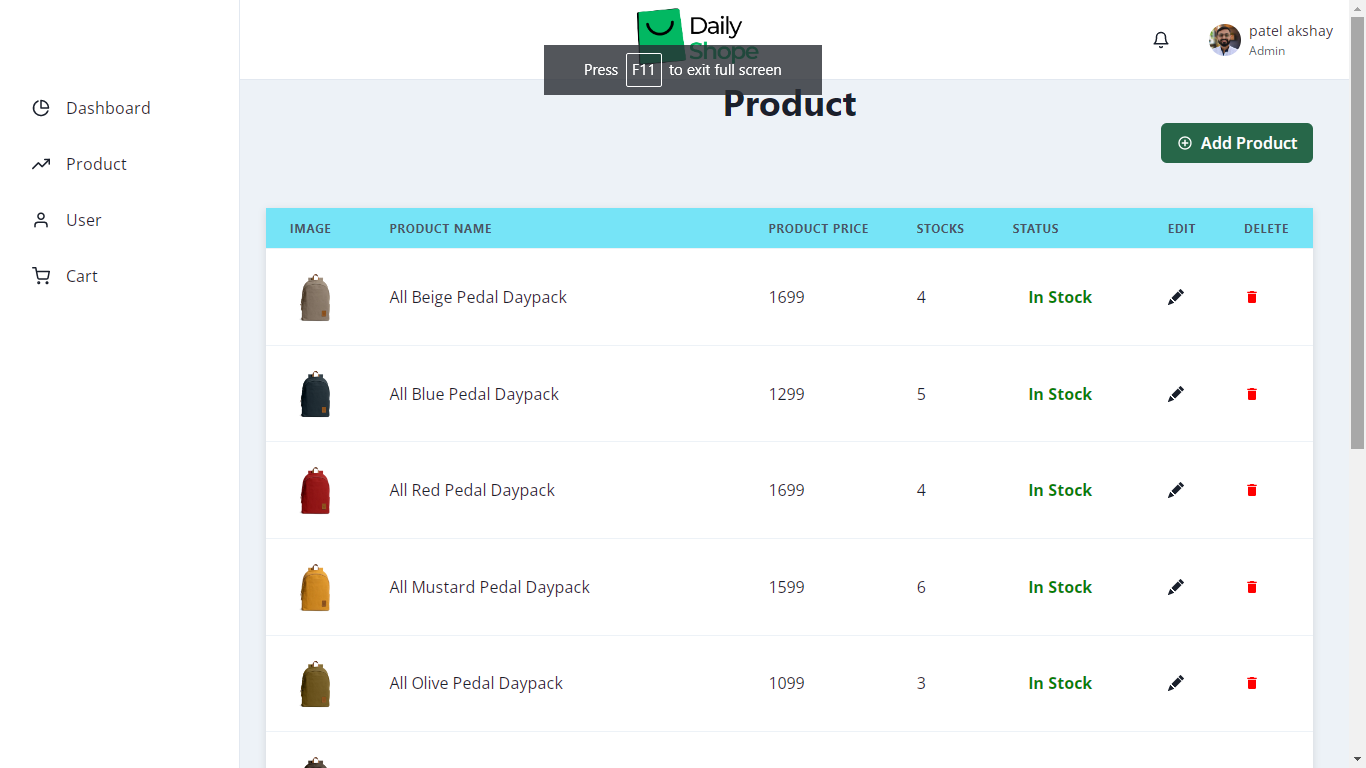 Daily
Shope
patel akshay
Admin
Press F11 to exit full screen
Dashboard
Product
User
Cart
Product
Add Product
IMAGE PRODUCT NAME PRODUCT PRICE STOCKS STATUS EDIT DELETE
All Beige Pedal Daypack 1699 4 In Stock
All Blue Pedal Daypack 1299 5 In Stock
All Red Pedal Daypack 1699 4 In Stock
All Mustard Pedal Daypack 1599 6 In Stock
All Olive Pedal Daypack 1099 3 In Stock